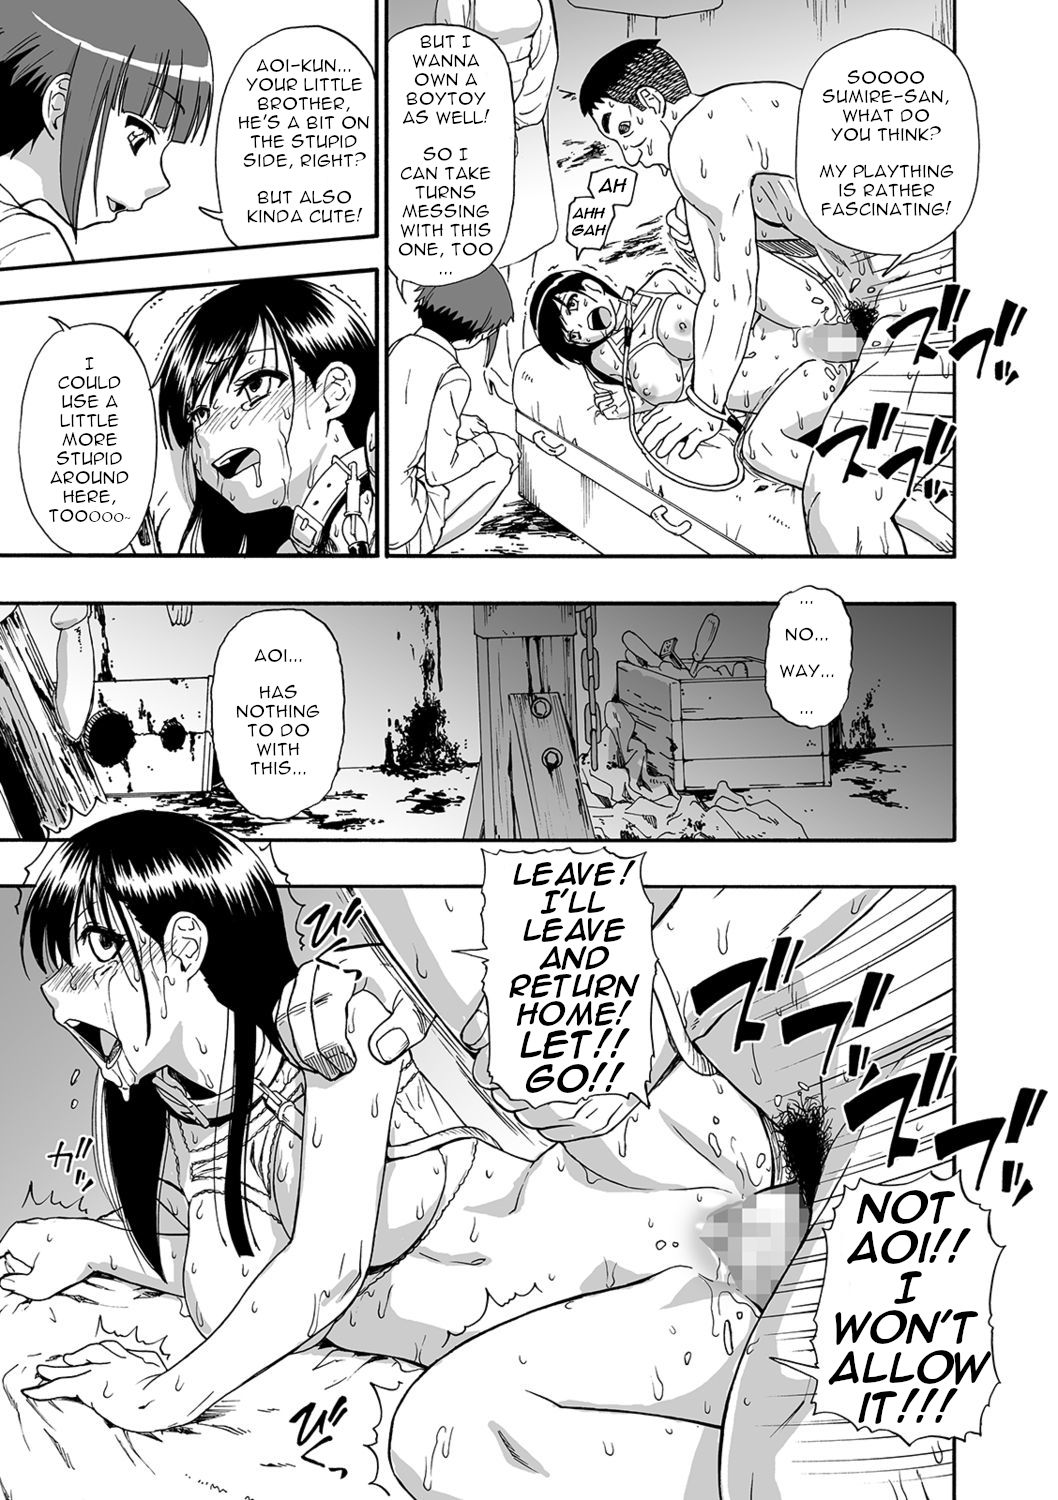 SOOOO
SUMIRE-SAN,
WHAT DO
YOU THINK?
MY PLAYTHING
IS RATHER
FASCINATING!
AH
AHH
GAH
BUT I
WANNA
OWN A
BOYTOY
AS WELL!
SO I
CAN TAKE
TURNS
MESSING
WITH THIS
ONE, TOO
...
AOI-KUN...
YOUR LITTLE
BROTHER,
HE'S A BIT ON
THE STUPID
SIDE, RIGHT?
BUT ALSO
KINDA CUTE!
I
COULD
USE A
LITTLE
MORE
STUPID
AROUND
HERE,
TOOOOO~
...
NO...
WAY...
...
AOI...
HAS
NOTHING
TO DO
WITH
THIS...
LEAVE!
I'LL
LEAVE
AND
RETURN
HOME!
LET!!
GO!!
NOT
AOI!!
I
WON'T
ALLOW
IT!!!